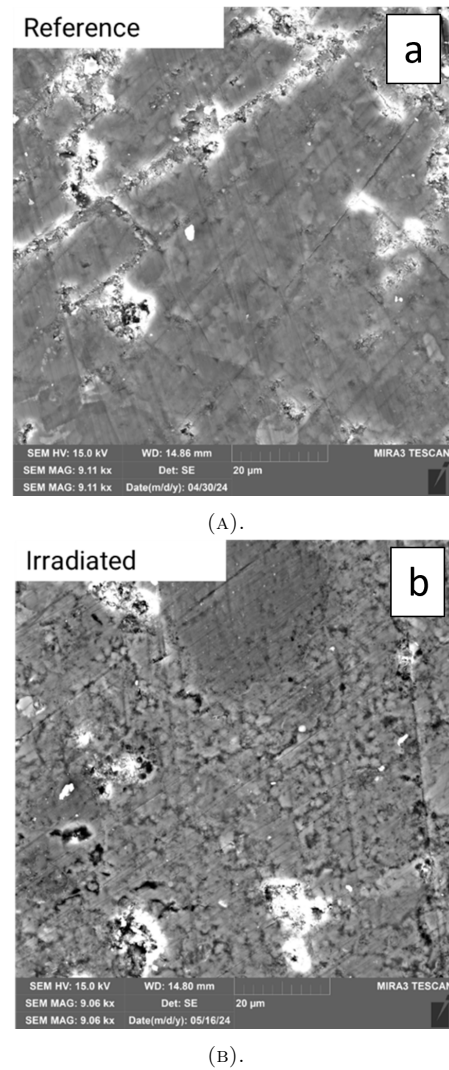 Reference
a
SEM HV: 15.0 kV WD: 14.86 mm MIRA3 TESCAN
SEM MAG: 9.11 kx Det: SE 20 µm
SEM MAG: 9.11 kx Date(m/d/y): 04/30/24
(A).
Irradiated
b
SEM HV: 15.0 kV WD: 14.80 mm MIRA3 TESCAN
SEM MAG: 9.06 kx Det: SE 20 µm
SEM MAG: 9.06 kx Date(m/d/y): 05/16/24
(B).